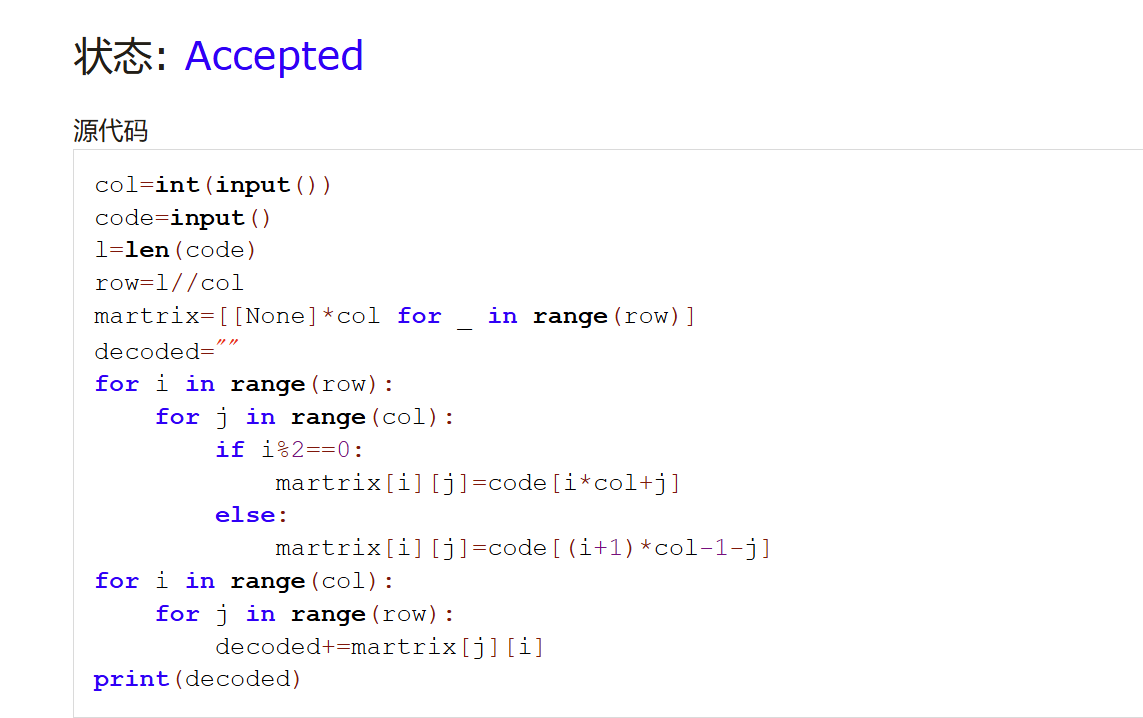 状态: Accepted
源代码
col=int(input())
code=input()
l=len(code)
row=l//col
martrix=[[None]*col for _ in range(row)]
decoded=""
for i in range(row):
    for j in range(col):
        if i%2==0:
            martrix[i][j]=code[i*col+j]
        else:
            martrix[i][j]=code[(i+1)*col-1-j]
for i in range(col):
    for j in range(row):
        decoded+=martrix[j][i]
print(decoded)